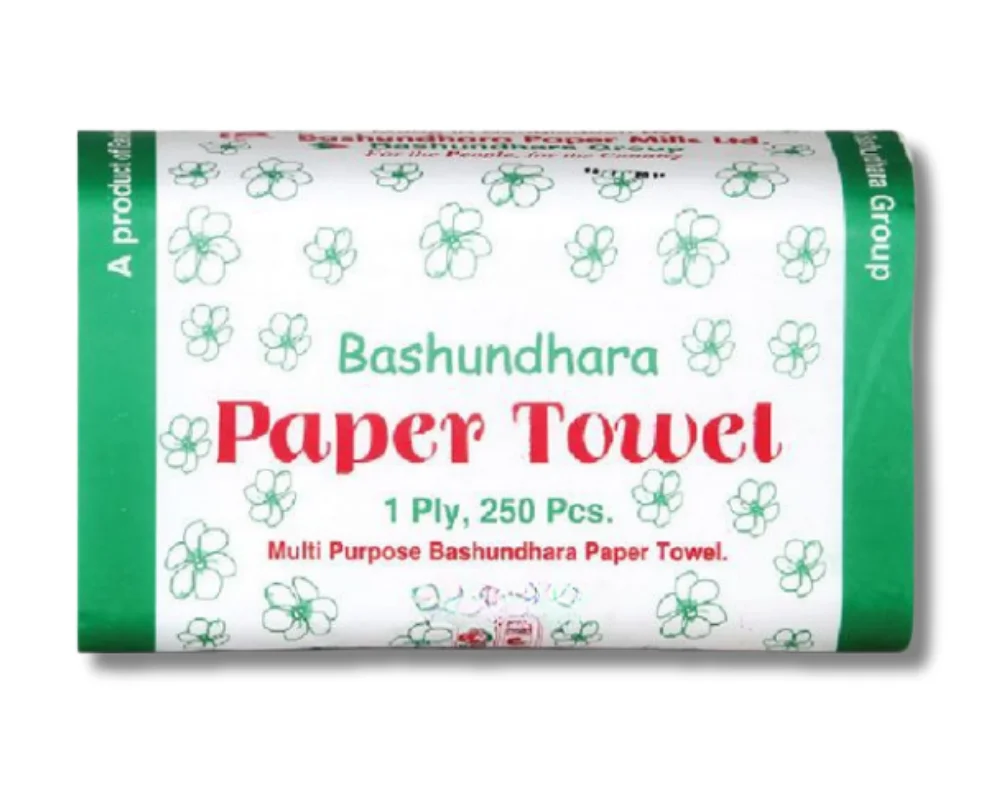 Bashundhara Paper Mills Ltd.
Bashundhara Group
For the People, for the Country
A product of
Group
Bashundhara
Paper Towel
1 Ply, 250 Pcs.
Multi Purpose Bashundhara Paper Towel.